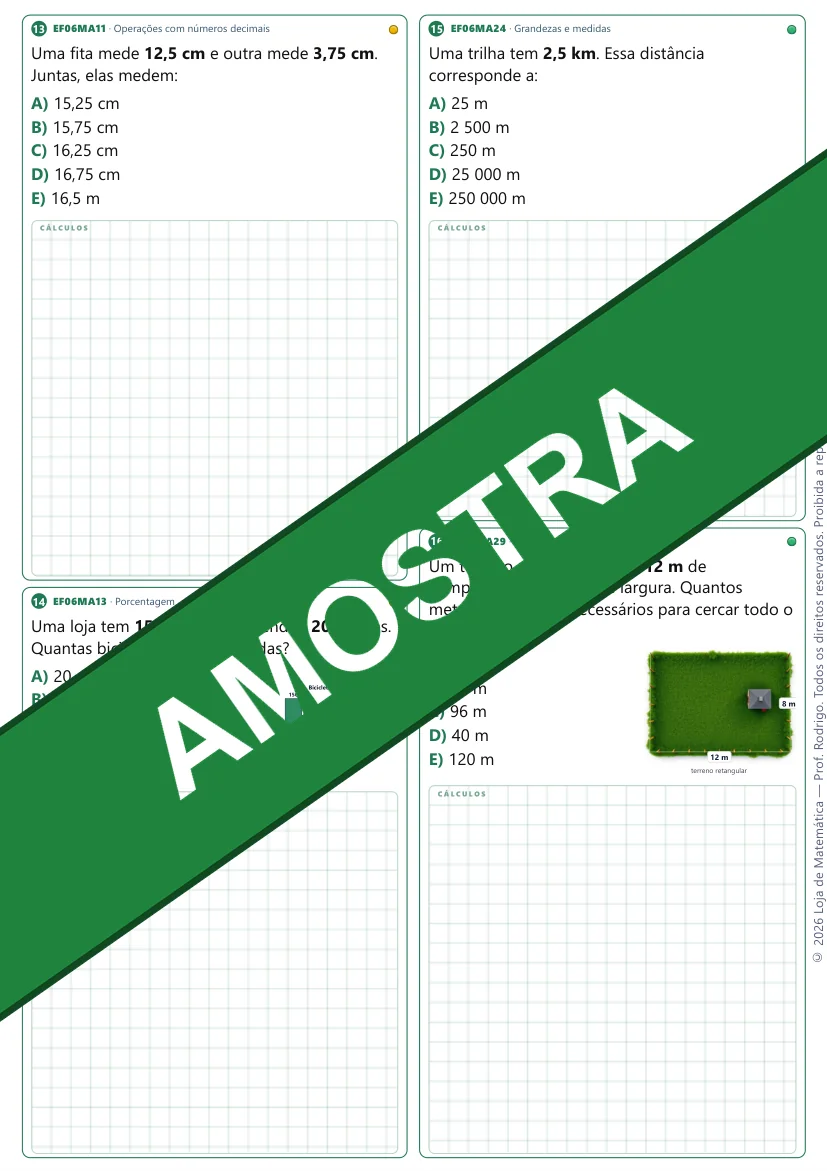 13 EF06MA11 · Operações com números decimais
Uma fita mede 12,5 cm e outra mede 3,75 cm.
Juntas, elas medem:
A) 15,25 cm
B) 15,75 cm
C) 16,25 cm
D) 16,75 cm
E) 16,5 m
CÁLCULOS
14 EF06MA13 · Porcentagem
Uma loja tem
Quantas
A) 20
15 EF06MA24 · Grandezas e medidas
Uma trilha tem 2,5 km. Essa distância
corresponde a:
A) 25 m
B) 2 500 m
C) 250 m
D) 25 000 m
E) 250 000 m
CÁLCULOS
Um 12 m de
largura. Quantos
para cercar todo o
96 m
D) 40 m
E) 120 m
8 m
12 m
terreno retangular
CÁLCULOS
AMOSTRA
© 2026 Loja de Matemática — Prof. Rodrigo. Todos os direitos reservados. Proibida a